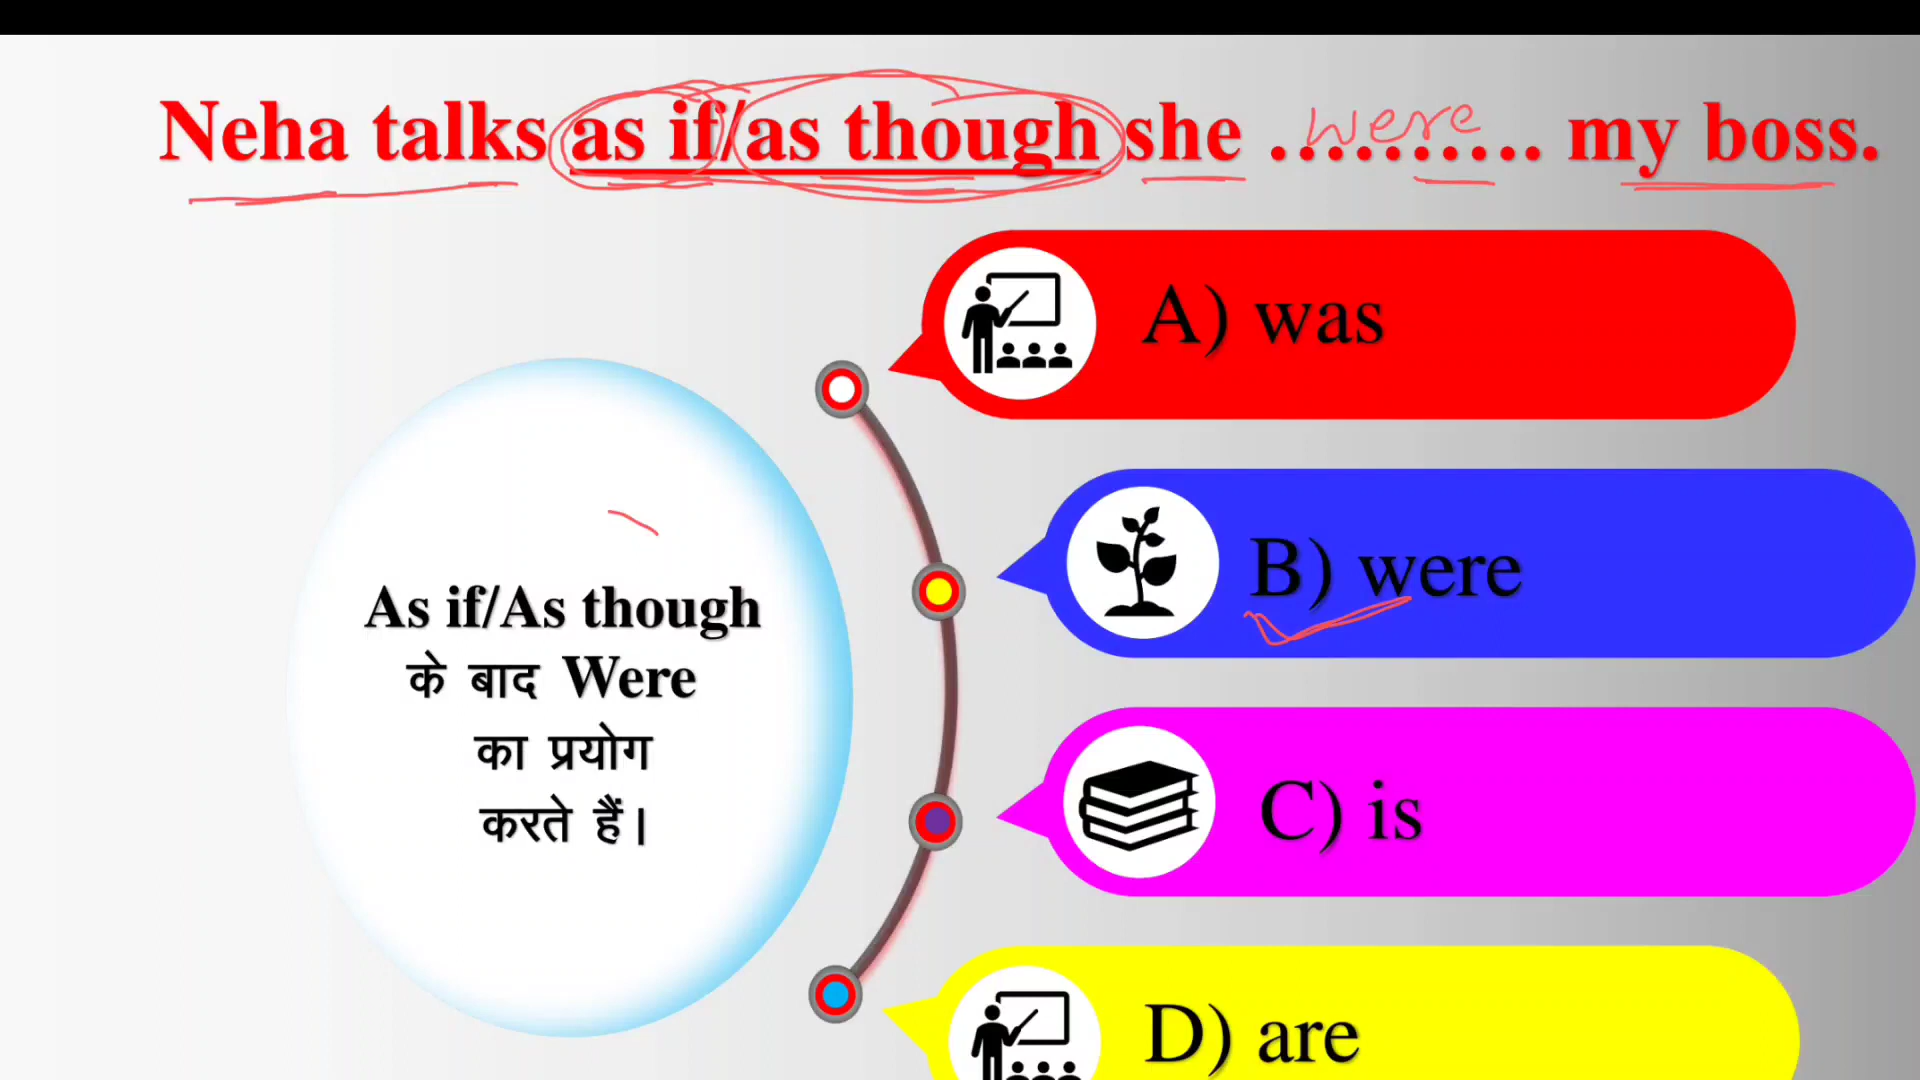 Neha talks as if/as though she were ………. my boss.
A) was
B) were
As if/As though
के बाद Were
का प्रयोग
करते हैं।
C) is
D) are